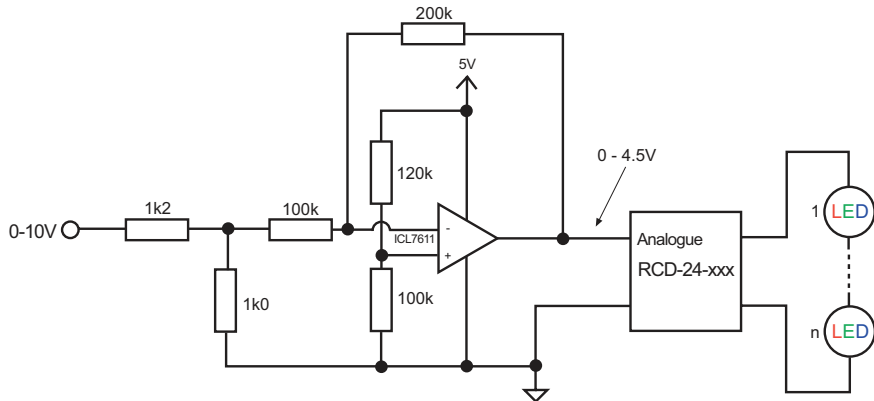 200k
5V
120k
0 - 4.5V
0-10V
1k2
100k
ICL7611
-
+
1k0
100k
Analogue
RCD-24-xxx
1
LED
n
LED